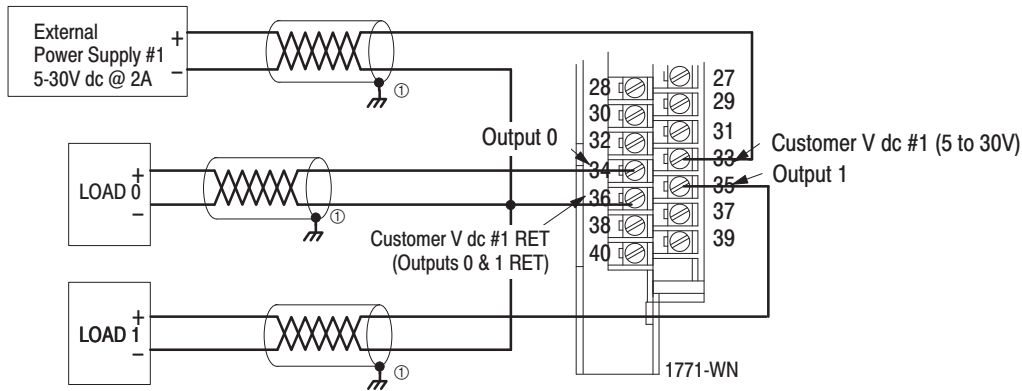 External
Power Supply #1
5-30V dc @ 2A
+
−
①
LOAD 0
+
−
①
LOAD 1
+
−
①
Output 0
Customer V dc #1 RET
(Outputs 0 & 1 RET)
28
30
32
34
36
38
40
27
29
31
33
35
37
39
Customer V dc #1 (5 to 30V)
Output 1
1771-WN